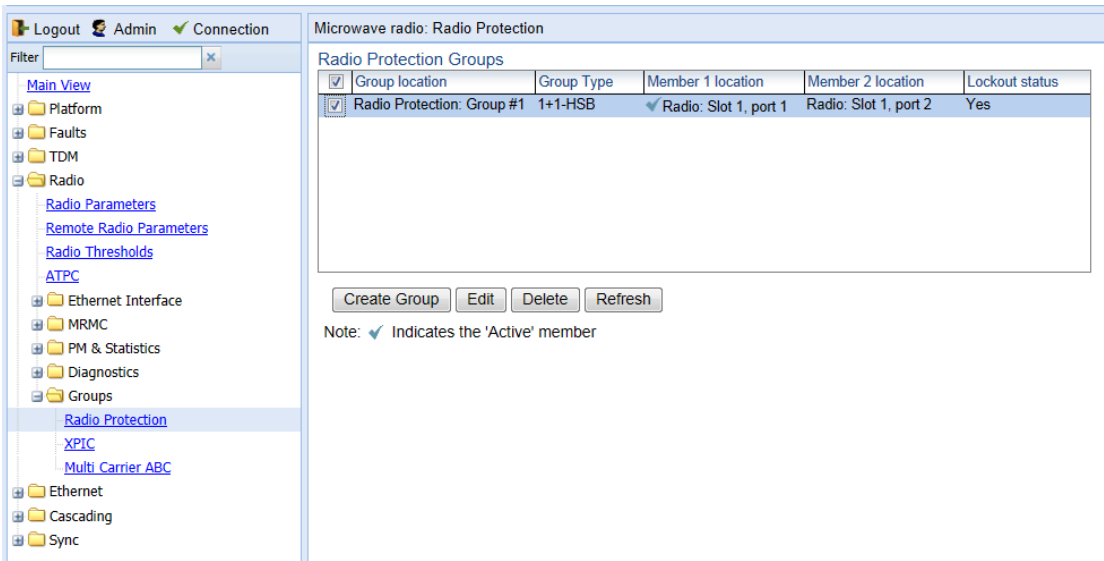 Logout Admin Connection
Filter
Main View
Platform
Faults
TDM
Radio
Radio Parameters
Remote Radio Parameters
Radio Thresholds
ATPC
Ethernet Interface
MRMC
PM & Statistics
Diagnostics
Groups
Radio Protection
XPIC
Multi Carrier ABC
Ethernet
Cascading
Sync
Microwave radio: Radio Protection
Radio Protection Groups
Group location Group Type Member 1 location Member 2 location Lockout status
Radio Protection: Group #1 1+1-HSB Radio: Slot 1, port 1 Radio: Slot 1, port 2 Yes
Create Group Edit Delete Refresh
Note: Indicates the 'Active' member